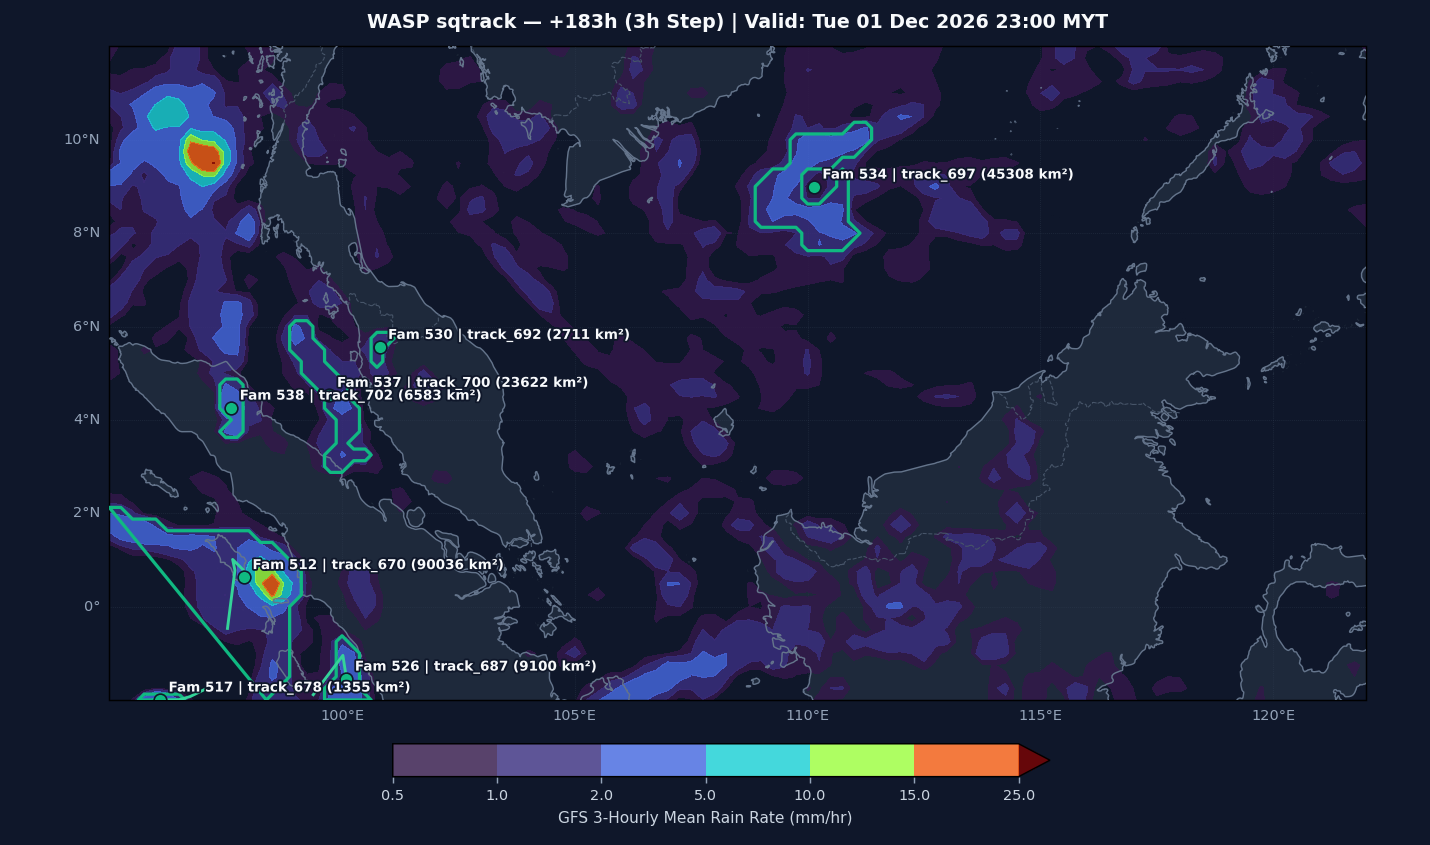 WASP sqtrack — +183h (3h Step) | Valid: Tue 01 Dec 2026 23:00 MYT
10°N
8°N
6°N
4°N
2°N
0°
Fam 534 | track_697 (45308 km²)
Fam 530 | track_692 (2711 km²)
Fam 537 | track_700 (23622 km²)
Fam 538 | track_702 (6583 km²)
Fam 512 | track_670 (90036 km²)
Fam 526 | track_687 (9100 km²)
Fam 517 | track_678 (1355 km²)
100°E
105°E
110°E
115°E
120°E
0.5
1.0
2.0
5.0
10.0
15.0
25.0
GFS 3-Hourly Mean Rain Rate (mm/hr)